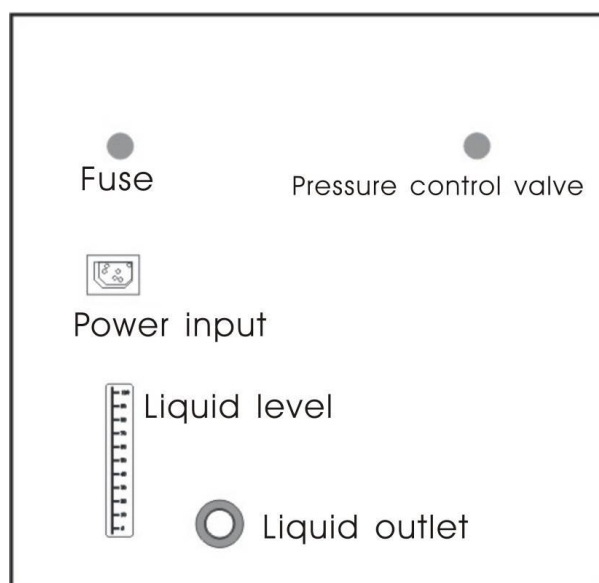 Fuse
Pressure control valve
Power input
Liquid level
Liquid outlet